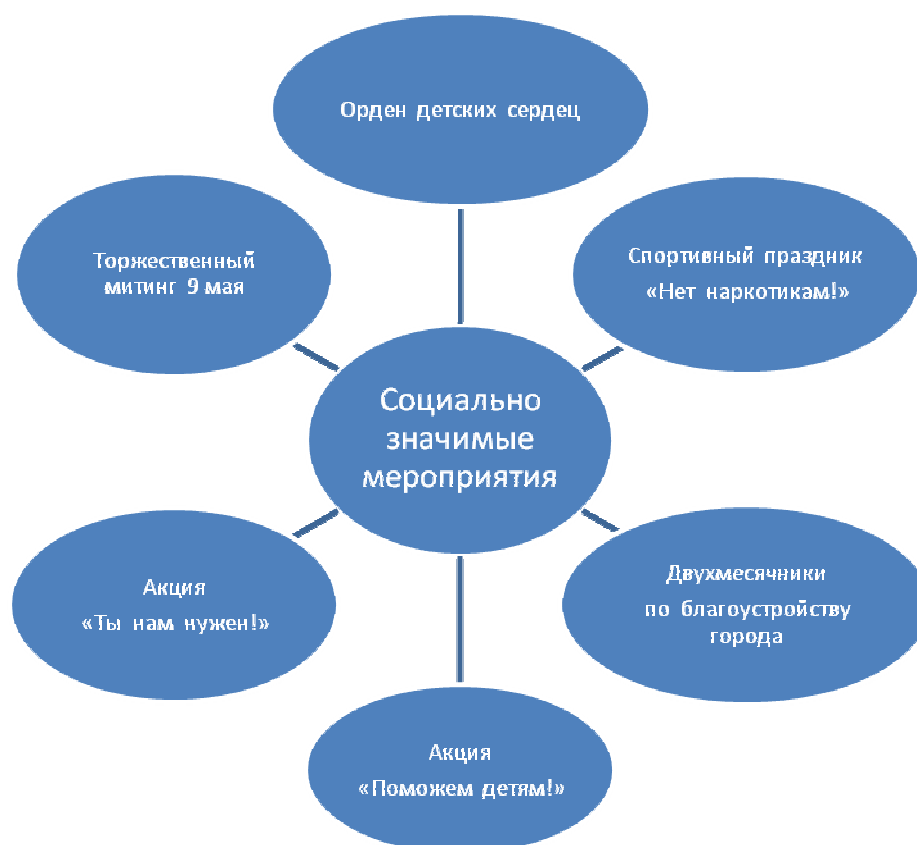 Орден детских сердец
Торжественный
митинг 9 мая
Спортивный праздник
«Нет наркотикам!»
Социально
значимые
мероприятия
Акция
«Ты нам нужен!»
Двухмесячники
по благоустройству
города
Акция
«Поможем детям!»